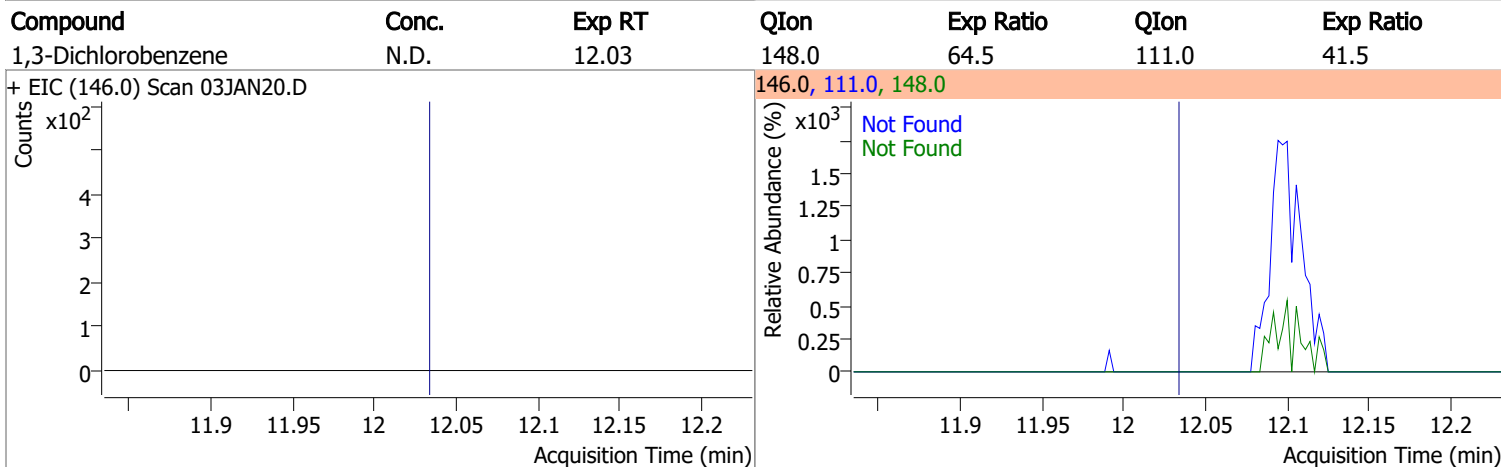 Compound Conc. Exp RT QIon Exp Ratio QIon Exp Ratio
1,3-Dichlorobenzene N.D. 12.03 148.0 64.5 111.0 41.5
+ EIC (146.0) Scan 03JAN20.D
Counts
x10²
4
3
2
1
0
11.9 11.95 12 12.05 12.1 12.15 12.2
Acquisition Time (min)
146.0, 111.0, 148.0
Relative Abundance (%)
x10³
Not Found
Not Found
1.5
1.25
1
0.75
0.5
0.25
0
11.9 11.95 12 12.05 12.1 12.15 12.2
Acquisition Time (min)